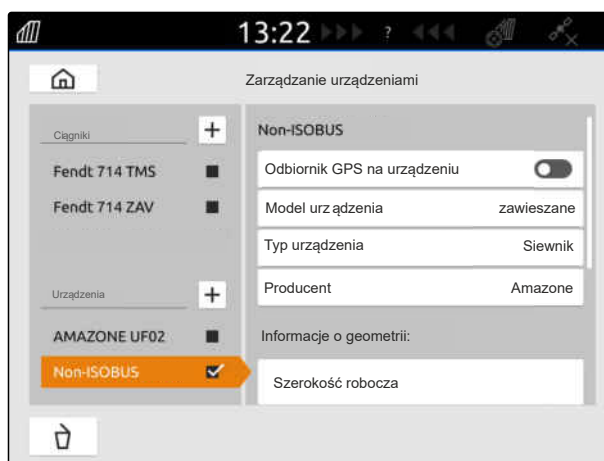 13:22 ?
Zarządzanie urządzeniami
Ciągniki
Fendt 714 TMS
Fendt 714 ZAV
Urządzenia
AMAZONE UF02
Non-ISOBUS
Non-ISOBUS
Odbiornik GPS na urządzeniu
Model urządzenia zawieszane
Typ urządzenia Siewnik
Producent Amazone
Informacje o geometrii:
Szerokość robocza